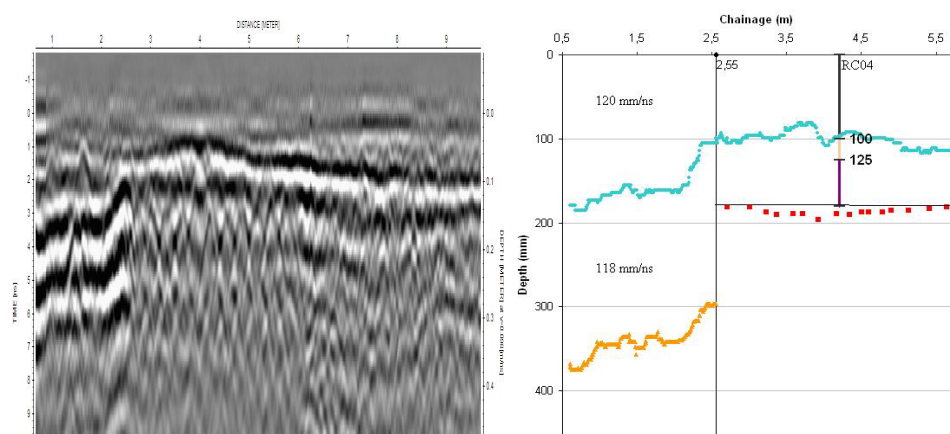 DISTANCE [METER]
1 2 3 4 5 6 7 8 9
-1
0
1
2
3
4
5
6
7
8
9
TIME [ns]
0.0
0.1
0.2
0.3
0.4
Chainage (m)
0,5 1,5 2,5 3,5 4,5 5,5
0
100
200
300
400
Depth (mm)
2,55
RC04
120 mm/ns
100
125
118 mm/ns